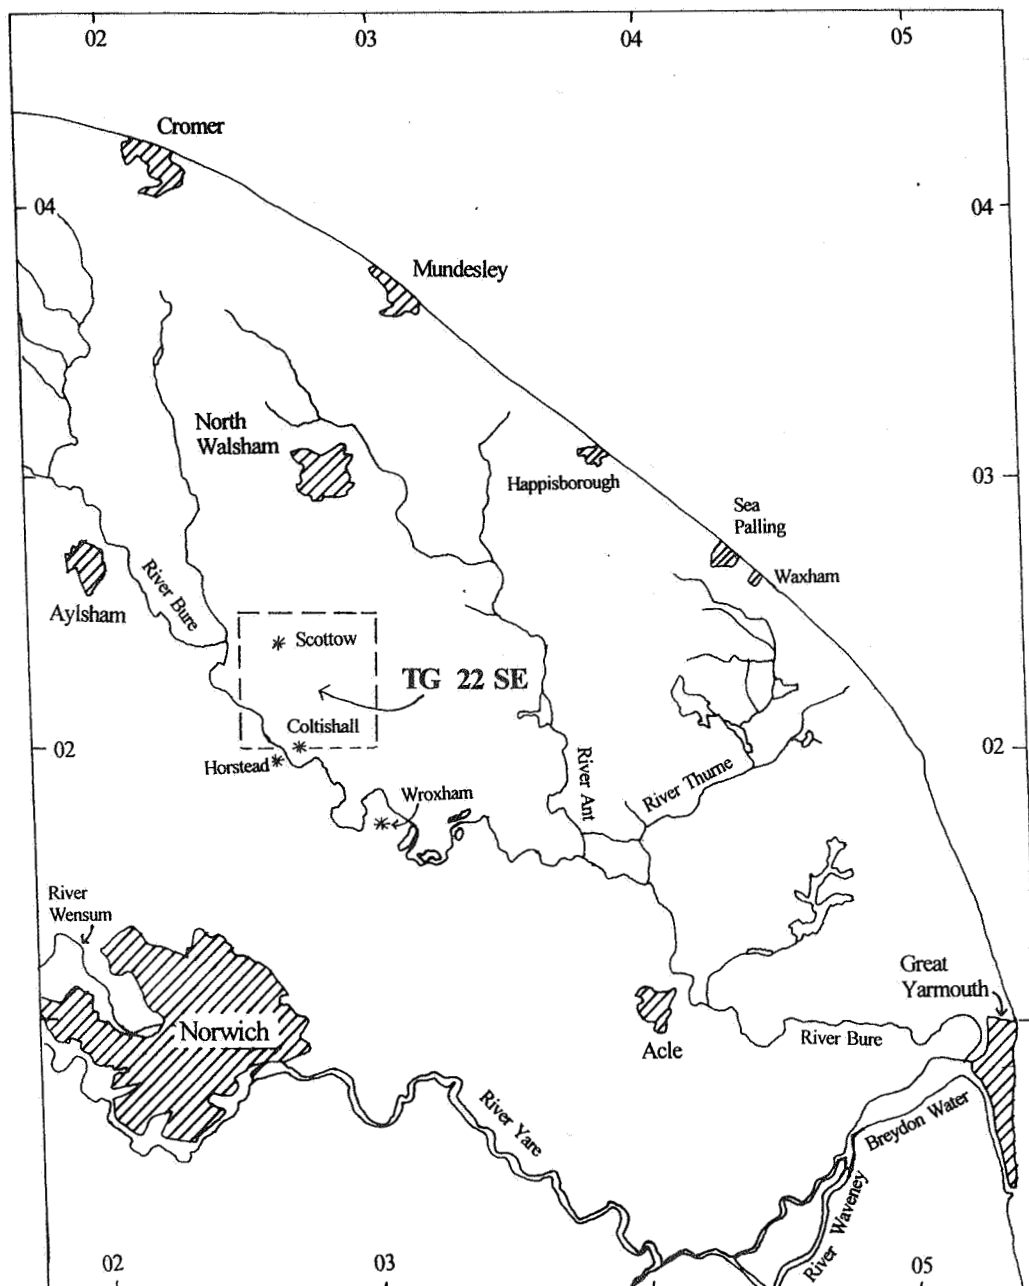 02 03 04 05
Cromer
04 04
Mundesley
North
Walsham
03
Happisborough
Sea
Palling
Waxham
River Bure
Aylsham
Scottow
TG 22 SE
Coltishall
02 02
Horstead
River Ant
River Thurne
Wroxham
River
Wensum
Great
Yarmouth
Norwich
Acle
River Bure
River Yare
Breydon Water
River Waveney
02 03 05